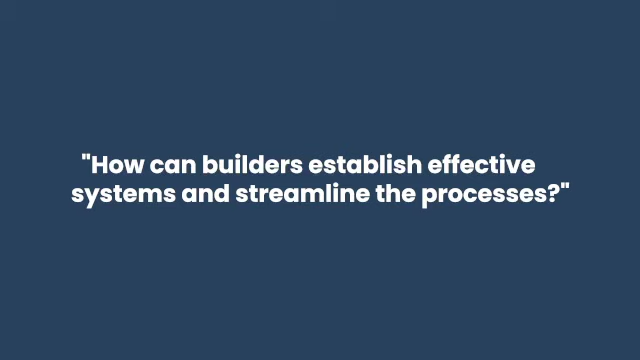 "How can builders establish effective
systems and streamline the processes?"